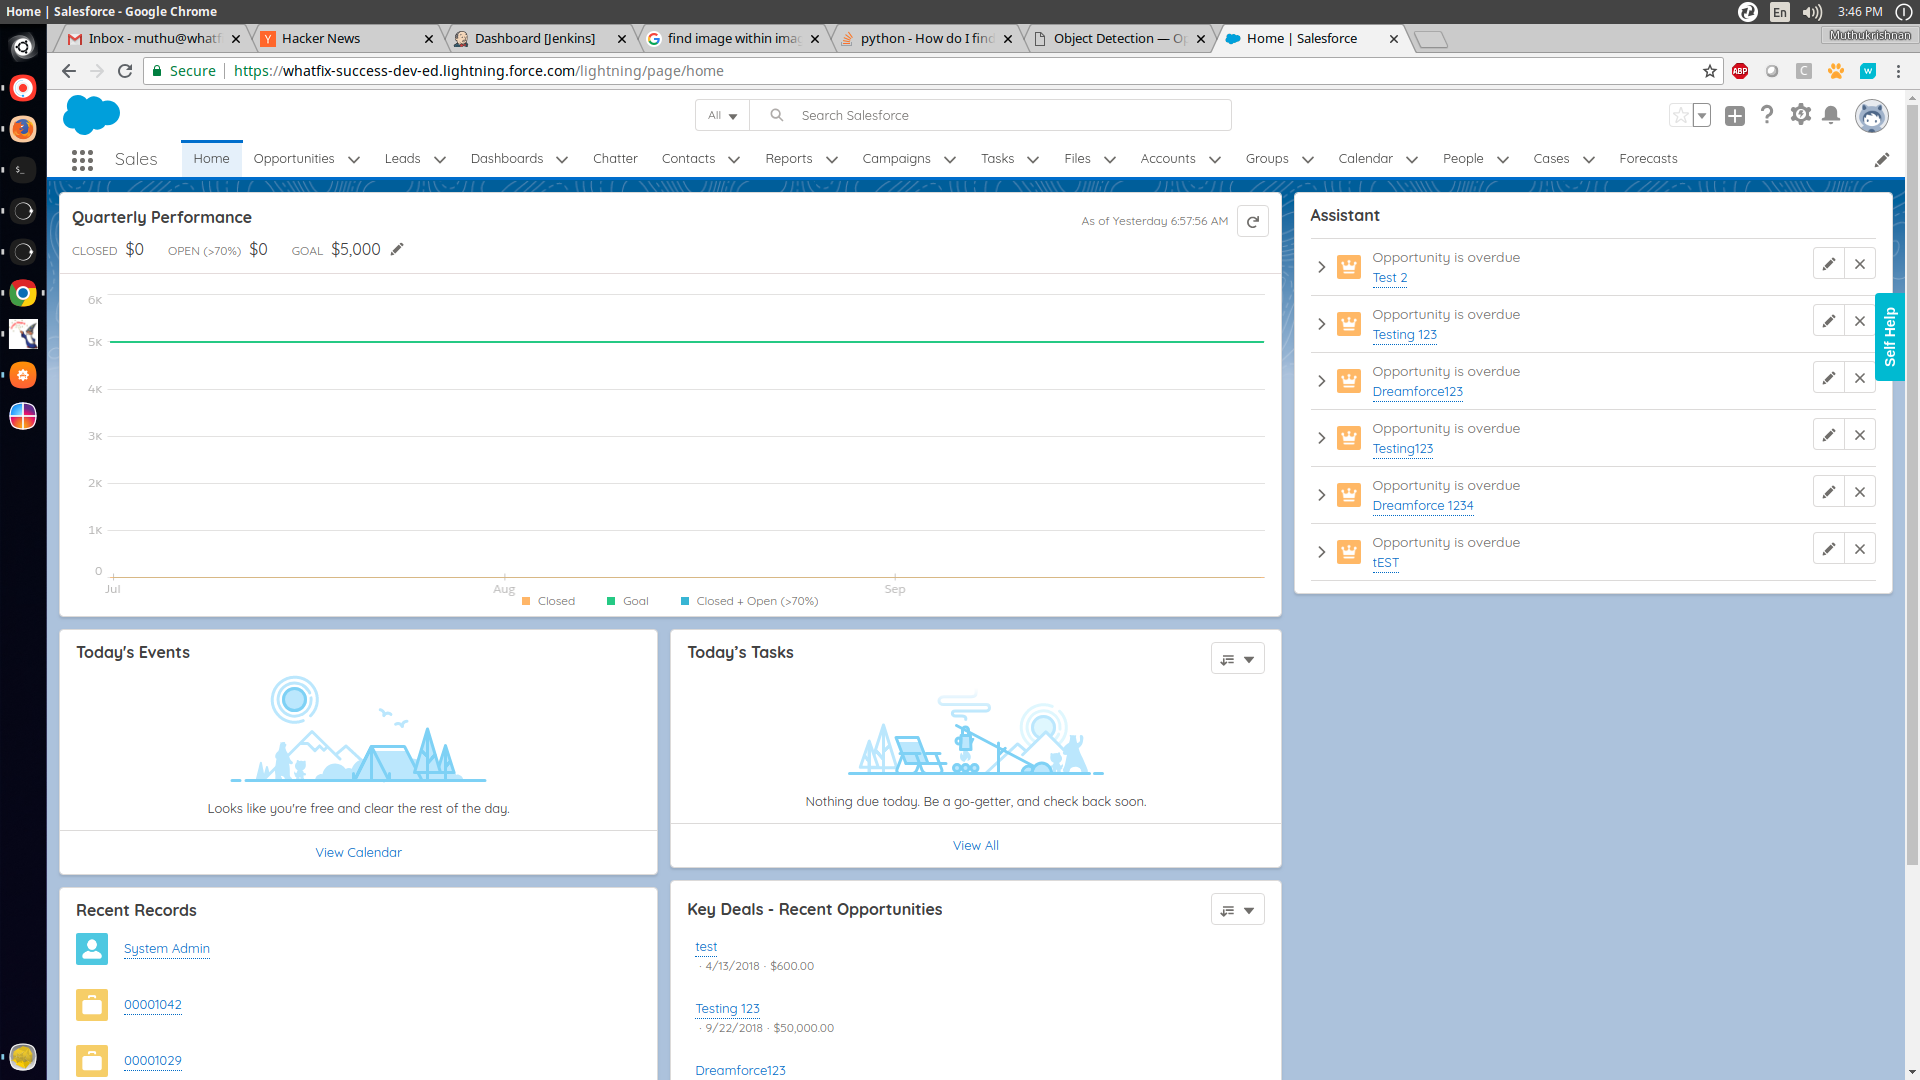 Home | Salesforce - Google Chrome
En
3:46 PM
Inbox - muthu@whatf
Hacker News
Dashboard [Jenkins]
find image within ima
python - How do I find
Object Detection — Op
Home | Salesforce
Muthukrishnan
Secure
https://whatfix-success-dev-ed.lightning.force.com/lightning/page/home
ABP
C
W
All
Search Salesforce
Sales
Home
Opportunities
Leads
Dashboards
Chatter
Contacts
Reports
Campaigns
Tasks
Files
Accounts
Groups
Calendar
People
Cases
Forecasts
Quarterly Performance
As of Yesterday 6:57:56 AM
CLOSED $0 OPEN (>70%) $0 GOAL $5,000
6K
5K
4K
3K
2K
1K
0
Jul
Aug
Sep
Closed
Goal
Closed + Open (>70%)
Assistant
Opportunity is overdue
Test 2
Opportunity is overdue
Testing 123
Opportunity is overdue
Dreamforce123
Opportunity is overdue
Testing123
Opportunity is overdue
Dreamforce 1234
Opportunity is overdue
tEST
Self Help
Today's Events
Looks like you're free and clear the rest of the day.
View Calendar
Today’s Tasks
Nothing due today. Be a go-getter, and check back soon.
View All
Recent Records
System Admin
00001042
00001029
Key Deals - Recent Opportunities
test
· 4/13/2018 · $600.00
Testing 123
· 9/22/2018 · $50,000.00
Dreamforce123